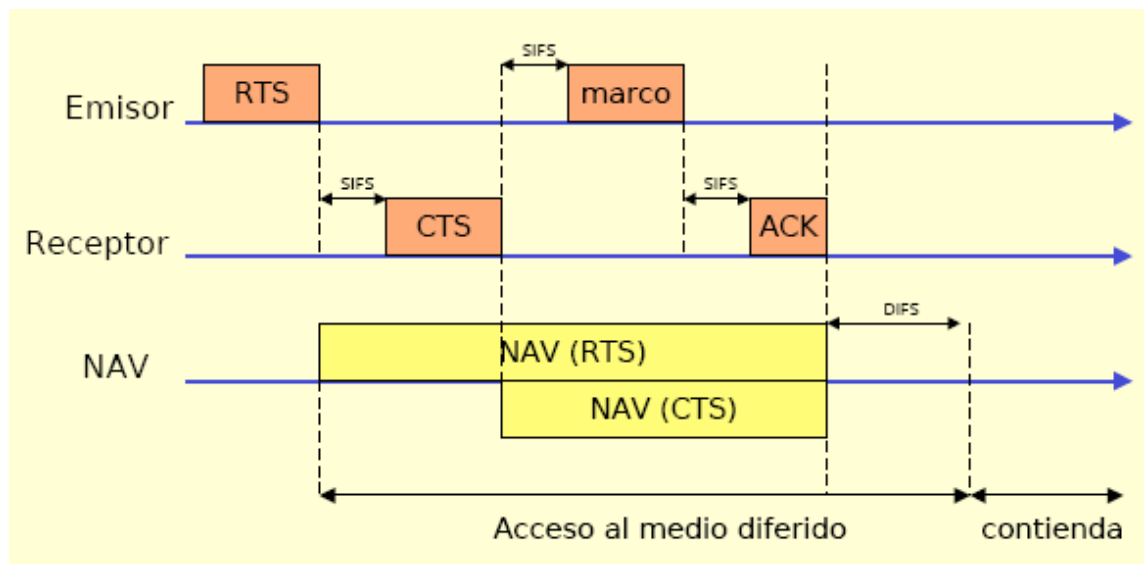 SIFS
RTS
marco
Emisor
SIFS
SIFS
CTS
ACK
Receptor
DIFS
NAV (RTS)
NAV
NAV (CTS)
Acceso al medio diferido
contienda